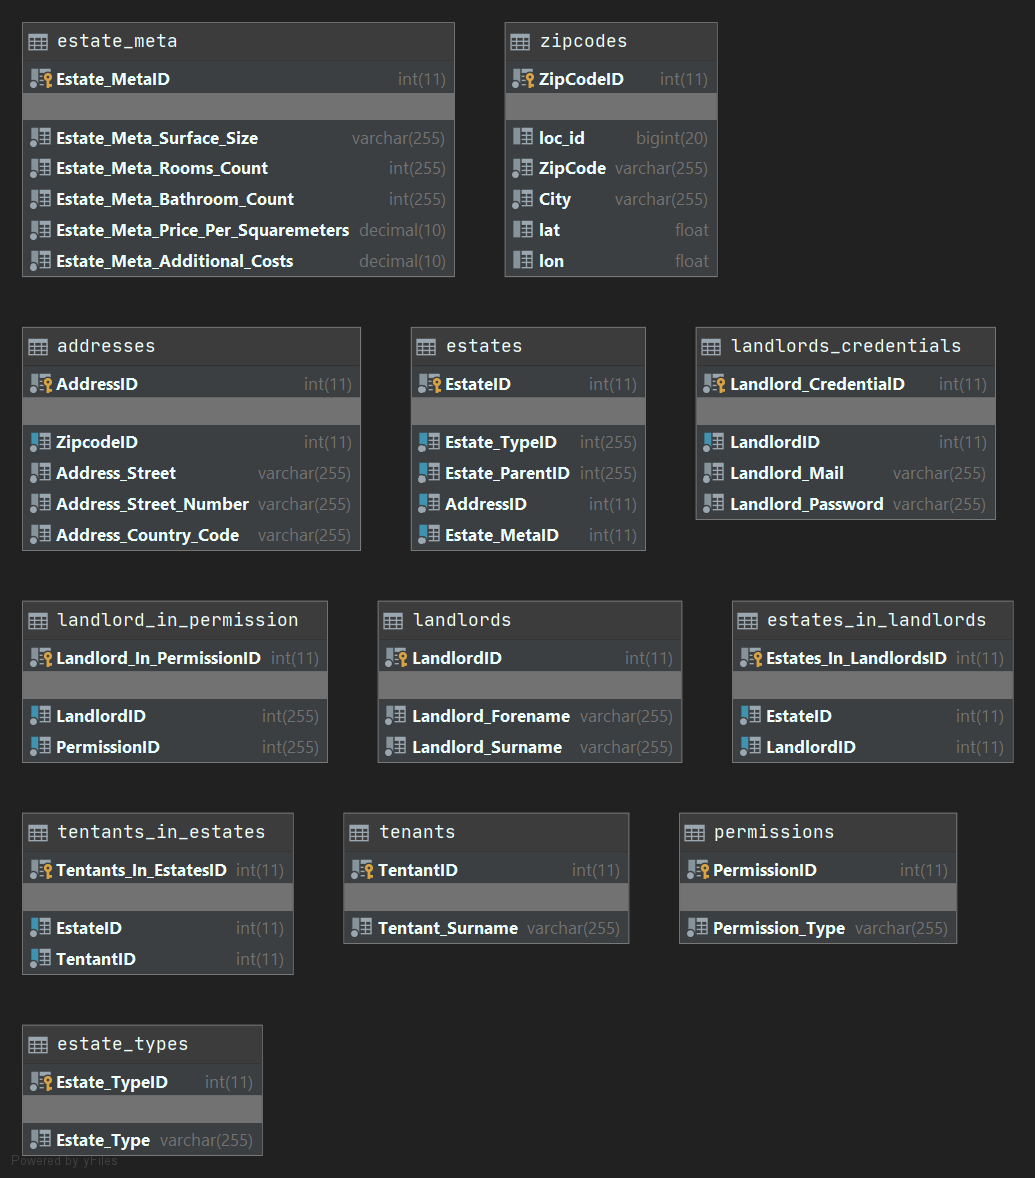 estate_meta
Estate_MetaID int(11)
Estate_Meta_Surface_Size varchar(255)
Estate_Meta_Rooms_Count int(255)
Estate_Meta_Bathroom_Count int(255)
Estate_Meta_Price_Per_Squaremeters decimal(10)
Estate_Meta_Additional_Costs decimal(10)
zipcodes
ZipCodeID int(11)
loc_id bigint(20)
ZipCode varchar(255)
City varchar(255)
lat float
lon float
addresses
AddressID int(11)
ZipcodeID int(11)
Address_Street varchar(255)
Address_Street_Number varchar(255)
Address_Country_Code varchar(255)
estates
EstateID int(11)
Estate_TypeID int(255)
Estate_ParentID int(255)
AddressID int(11)
Estate_MetaID int(11)
landlords_credentials
Landlord_CredentialD int(11)
LandlordID int(11)
Landlord_Mail varchar(255)
Landlord_Password varchar(255)
landlord_in_permission
Landlord_In_PermissionID int(11)
LandlordID int(255)
PermissionID int(255)
landlords
LandlordID int(11)
Landlord_Forename varchar(255)
Landlord_Surname varchar(255)
estates_in_landlords
Estates_In_LandlordsID int(11)
EstateID int(11)
LandlordID int(11)
tentants_in_estates
Tentants_In_EstatesID int(11)
EstateID int(11)
TentantID int(11)
tenants
TentantID int(11)
Tentant_Surname varchar(255)
permissions
PermissionID int(11)
Permission_Type varchar(255)
estate_types
Estate_TypeID int(11)
Estate_Type varchar(255)
Powered by yFiles